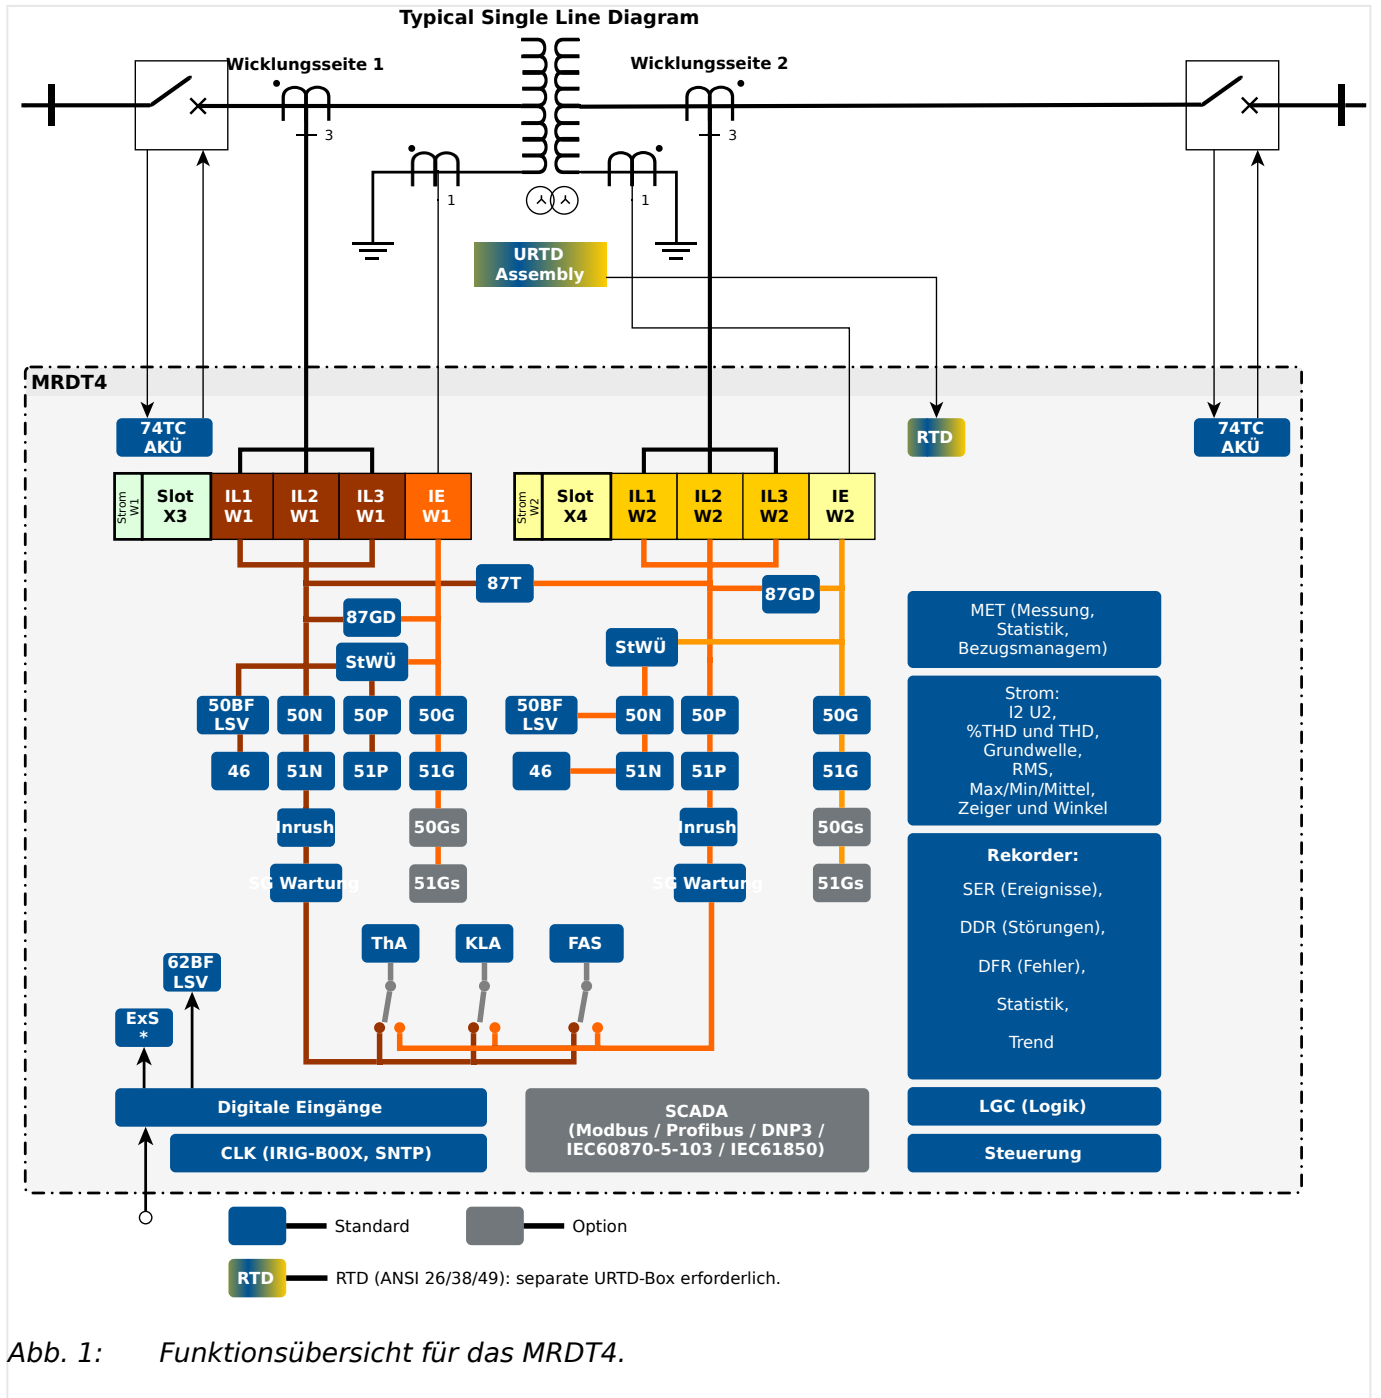 Typical Single Line Diagram
Wicklungsseite 1
Wicklungsseite 2
3
3
1
1
URTD
Assembly
MRDT4
74TC
AKÜ
RTD
74TC
AKÜ
Strom
W1
Slot
X3
IL1
W1
IL2
W1
IL3
W1
IE
W1
Strom
W2
Slot
X4
IL1
W2
IL2
W2
IL3
W2
IE
W2
87T
87GD
87GD
StWÜ
StWÜ
50BF
LSV
50N
50P
50G
50BF
LSV
50N
50P
50G
46
51N
51P
51G
46
51N
51P
51G
Inrush
50Gs
Inrush
50Gs
SG Wartung
51Gs
SG Wartung
51Gs
ThA
KLA
FAS
62BF
LSV
ExS
*
Digitale Eingänge
CLK (IRIG-B00X, SNTP)
SCADA
(Modbus / Profibus / DNP3 /
IEC60870-5-103 / IEC61850)
MET (Messung,
Statistik,
Bezugsmanagem)
Strom:
I2 U2,
%THD und THD,
Grundwelle,
RMS,
Max/Min/Mittel,
Zeiger und Winkel
Rekorder:
SER (Ereignisse),
DDR (Störungen),
DFR (Fehler),
Statistik,
Trend
LGC (Logik)
Steuerung
Standard
Option
RTD
RTD (ANSI 26/38/49): separate URTD-Box erforderlich.
Abb. 1: Funktionsübersicht für das MRDT4.